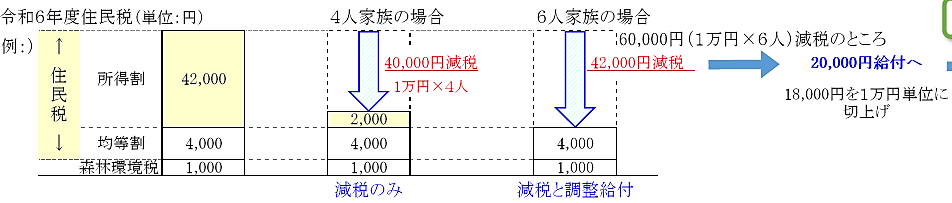 令和6年度住民税(単位:円)
4人家族の場合
6人家族の場合
例:)
↑
住民税
↓
所得割
42,000
40,000円減税
1万円×4人
60,000円(1万円×6人)減税のところ
42,000円減税
20,000円給付へ
18,000円を1万円単位に
切上げ
2,000
均等割
4,000
4,000
4,000
森林環境税
1,000
1,000
1,000
減税のみ
減税と調整給付